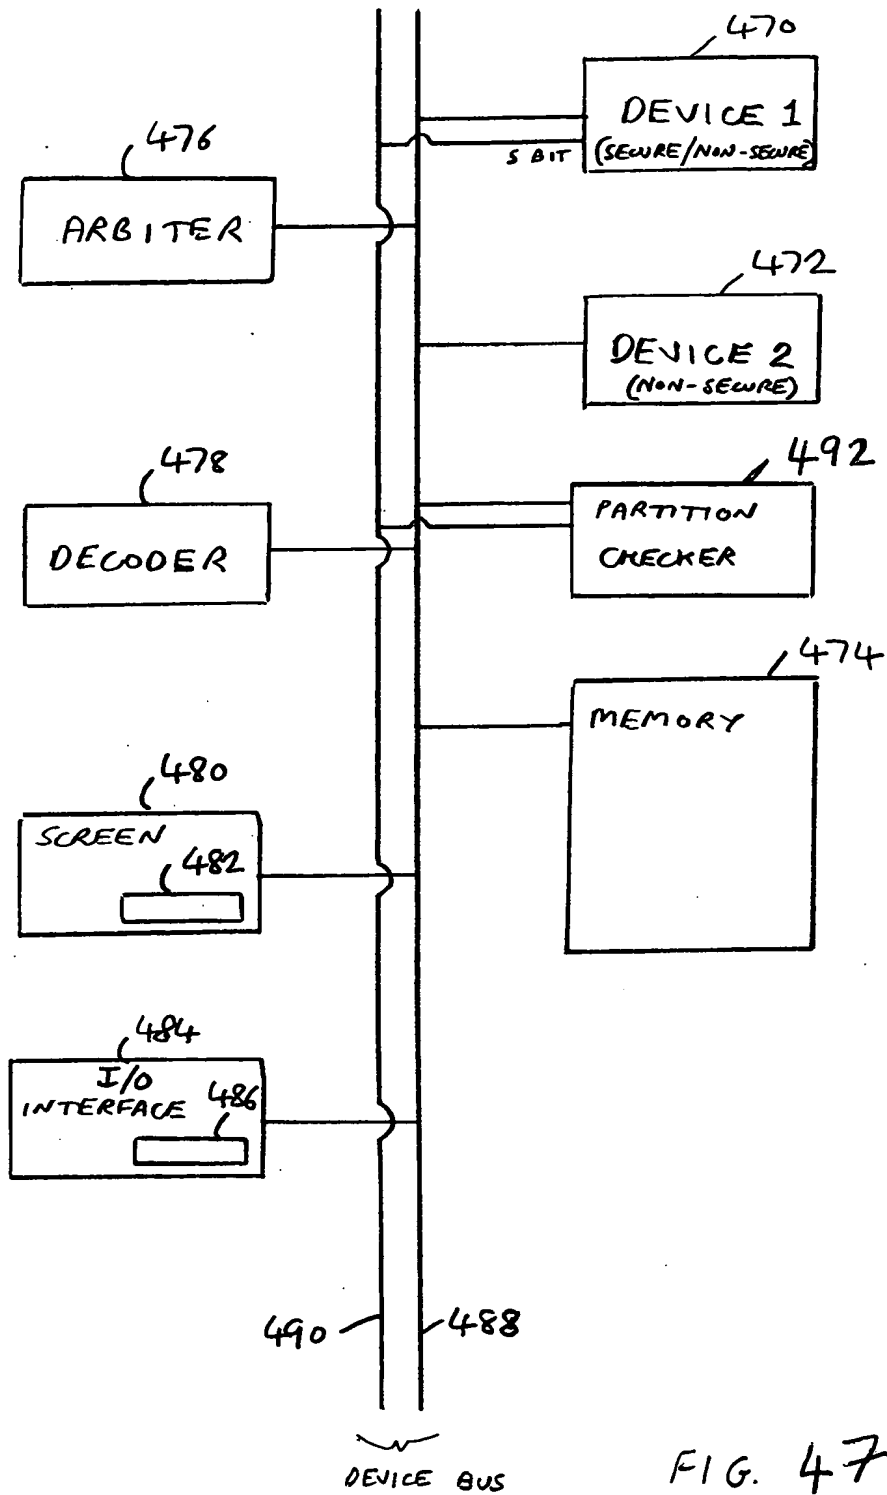 470
DEVICE 1
(SECURE/NON-SECURE)
S BIT
476
ARBITER
472
DEVICE 2
(NON-SECURE)
478
DECODER
492
PARTITION
CHECKER
474
MEMORY
480
SCREEN
482
484
I/O
INTERFACE
486
490
488
DEVICE BUS
FIG. 47